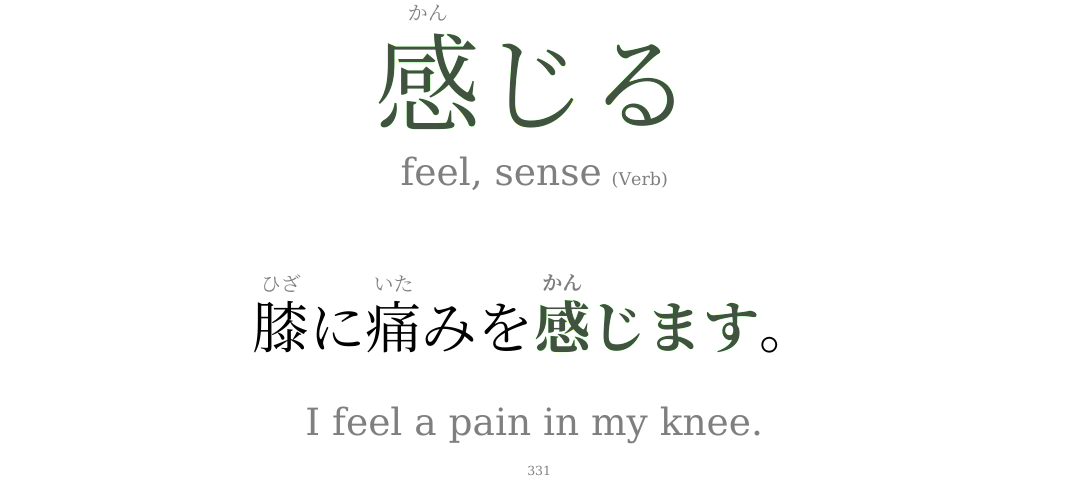 かん
感じる
feel, sense (Verb)
ひざ いた かん
膝に痛みを感じます。
I feel a pain in my knee.
331